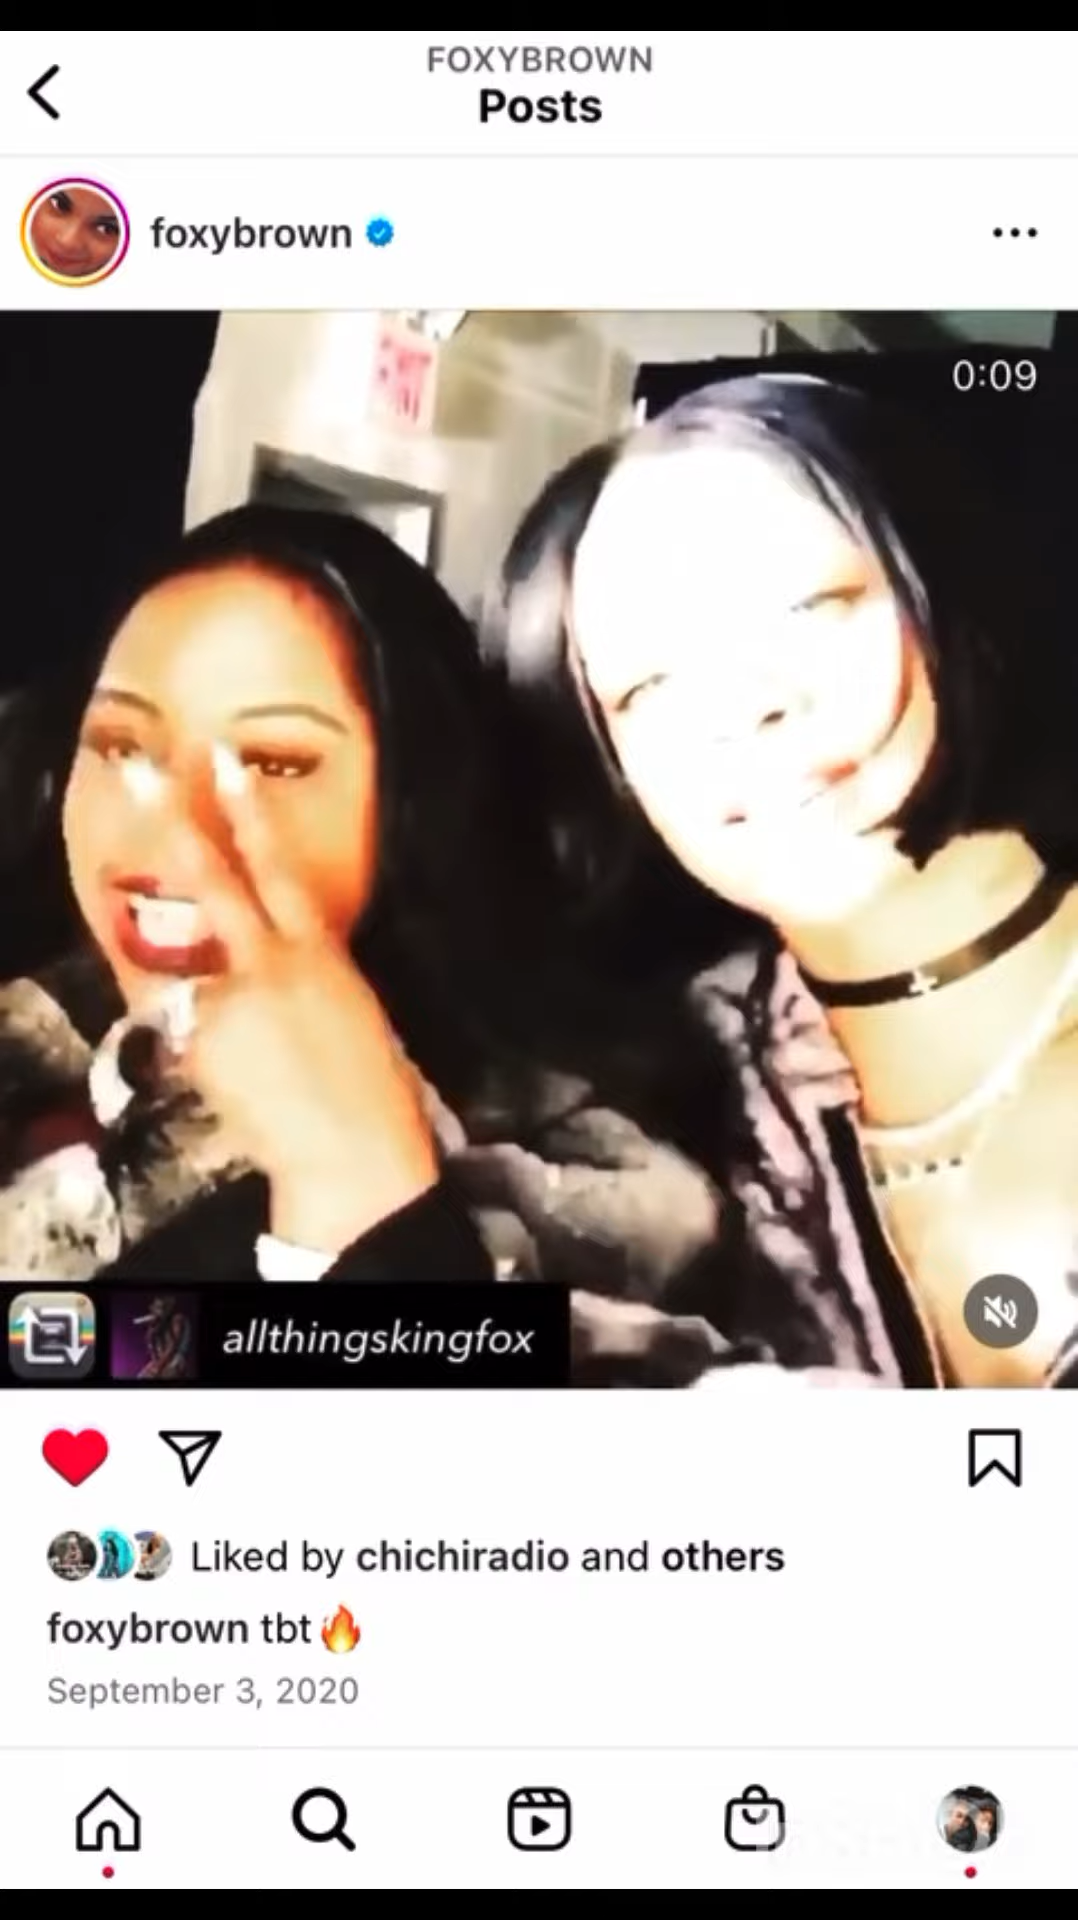 FOXYBROWN
Posts
foxybrown
0:09
allthingskingfox
Liked by chichiradio and others
foxybrown tbt🔥
September 3, 2020